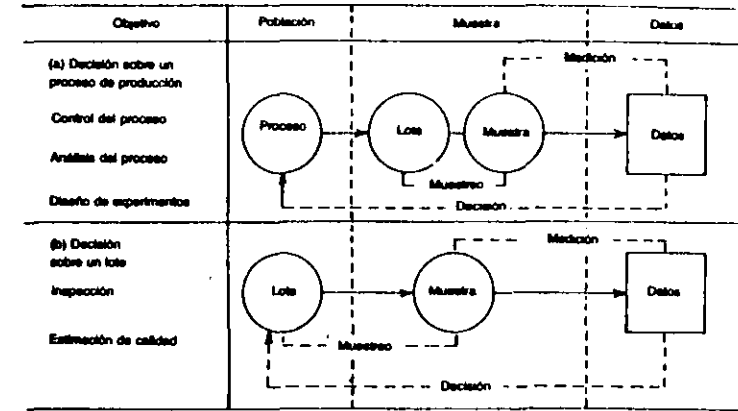 Objetivo
Población
Muestra
Datos
(a) Decisión sobre un
proceso de producción
Control del proceso
Análisis del proceso
Diseño de experimentos
Medición
Proceso
Lote
Muestra
Datos
Muestreo
Decisión
(b) Decisión
sobre un lote
Inspección
Estimación de calidad
Medición
Lote
Muestra
Datos
Muestreo
Decisión